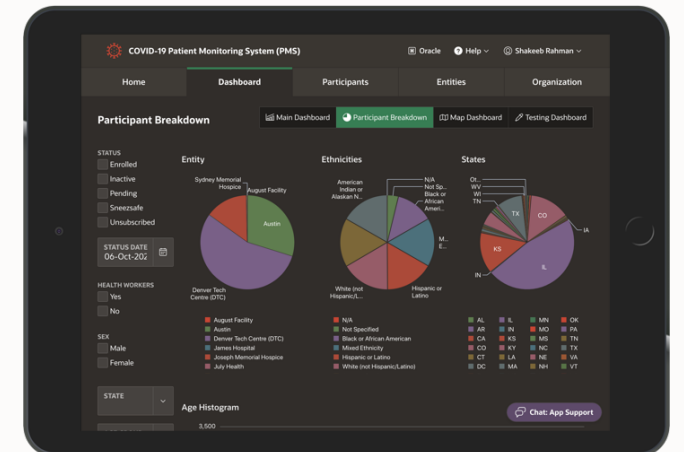 COVID-19 Patient Monitoring System (PMS)
Oracle
Help
Shakeeb Rahman
Home
Dashboard
Participants
Entities
Organization
Participant Breakdown
Main Dashboard
Participant Breakdown
Map Dashboard
Testing Dashboard
STATUS
Enrolled
Inactive
Pending
Sneezsafe
Unsubscribed
STATUS DATE
06-Oct-202
HEALTH WORKERS
Yes
No
SEX
Male
Female
STATE
Entity
Sydney Memorial
Hospice
August Facility
Austin
Denver Tech
Centre (DTC)
August Facility
Austin
Denver Tech Centre (DTC)
James Hospital
Joseph Memorial Hospice
July Health
Ethnicities
American
Indian or
Alaskan N...
N/A
Not Sp...
Black or
African
Ameri...
M...
E...
White (not
Hispanic/L...
Hispanic or
Latino
N/A
Not Specified
Black or African American
Mixed Ethnicity
Hispanic or Latino
White (not Hispanic/Latino)
States
Ot...
WV
WI
TN
TX
CO
IA
KS
IL
IN
AL IL MN OK
AR IN MO PA
CA KS MS TN
CO KY NC TX
CT LA NE VA
DC MA NH VT
Age Histogram
3,500
Chat: App Support